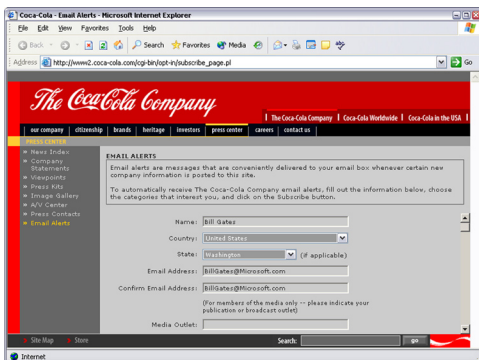 Coca-Cola - Email Alerts - Microsoft Internet Explorer
File Edit View Favorites Tools Help
Back Search Favorites Media
Address http://www2.coca-cola.com/cgi-bin/opt-in/subscribe_page.pl Go
The Coca-Cola Company
The Coca-Cola Company Coca-Cola Worldwide Coca-Cola in the USA
our company citizenship brands heritage investors press center careers contact us
PRESS CENTER
» News Index
» Company Statements
» Viewpoints
» Press Kits
» Image Gallery
» A/V Center
» Press Contacts
» Email Alerts
EMAIL ALERTS
Email alerts are messages that are conveniently delivered to your email box whenever certain new
company information is posted to this site.
To automatically receive The Coca-Cola Company email alerts, fill out the information below, choose
the categories that interest you, and click on the Subscribe button.
Name: Bill Gates
Country: United States
State: Washington (if applicable)
Email Address: BillGates@Microsoft.com
Confirm Email Address: BillGates@Microsoft.com
(For members of the media only -- please indicate your
publication or broadcast outlet)
Media Outlet:
Site Map Store Search: go
Internet